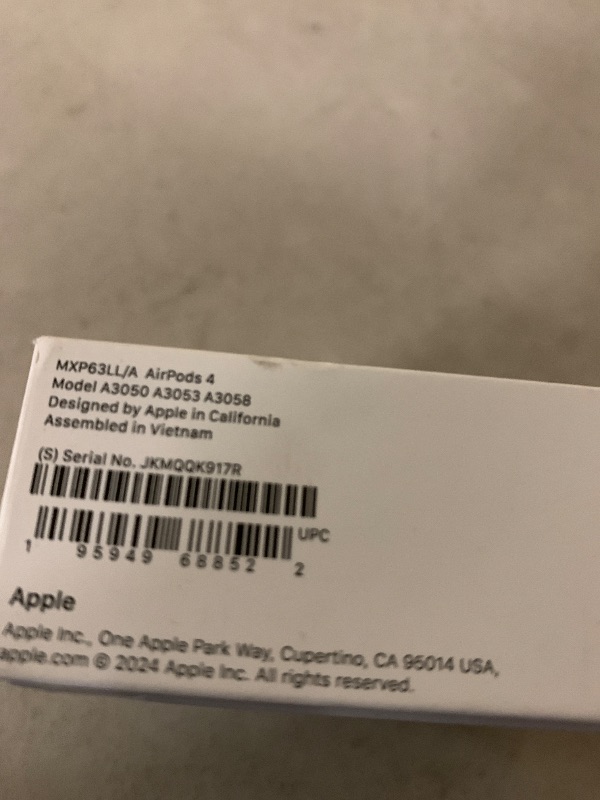 MXP63LL/A AirPods 4
Model A3050 A3053 A3058
Designed by Apple in California
Assembled in Vietnam
(S) Serial No. JKMQQK917R
UPC
1 95949 68852 2
Apple
Apple Inc., One Apple Park Way, Cupertino, CA 95014 USA,
apple.com © 2024 Apple Inc. All rights reserved.